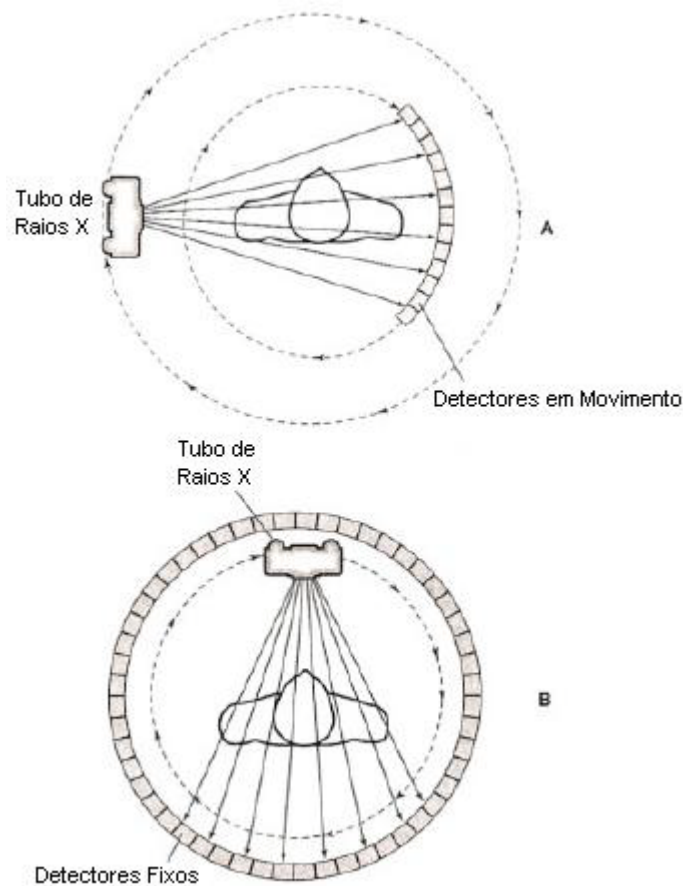 Tubo de
Raios X
A
Detectores em Movimento
Tubo de
Raios X
B
Detectores Fixos